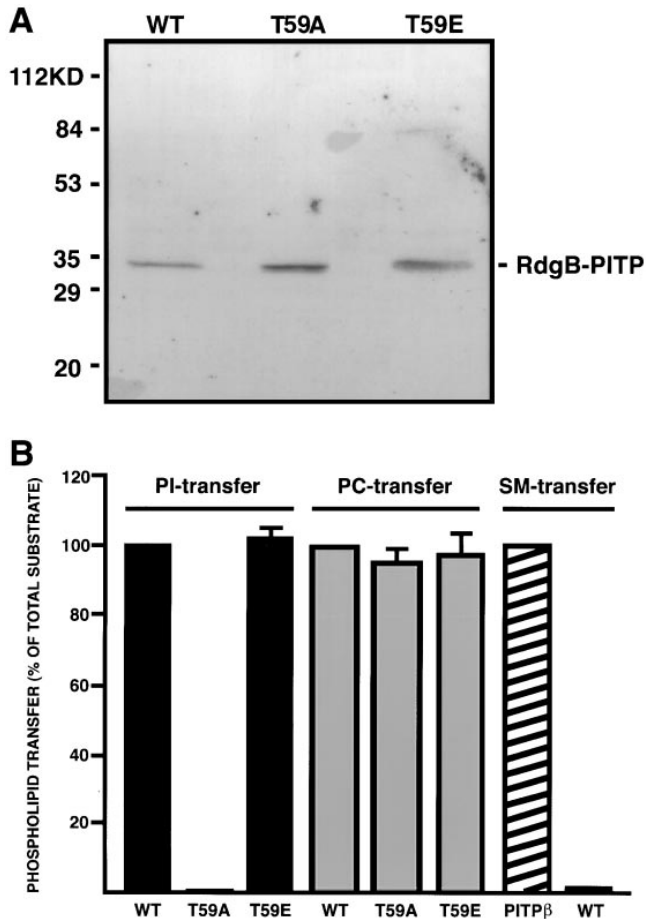 A
WT T59A T59E
112KD
84
53
35
29
20
RdgB-PITP
B
PHOSPHOLIPID TRANSFER (% OF TOTAL SUBSTRATE)
120
100
80
60
40
20
PI-transfer PC-transfer SM-transfer
WT T59A T59E WT T59A T59E PITPβ WT